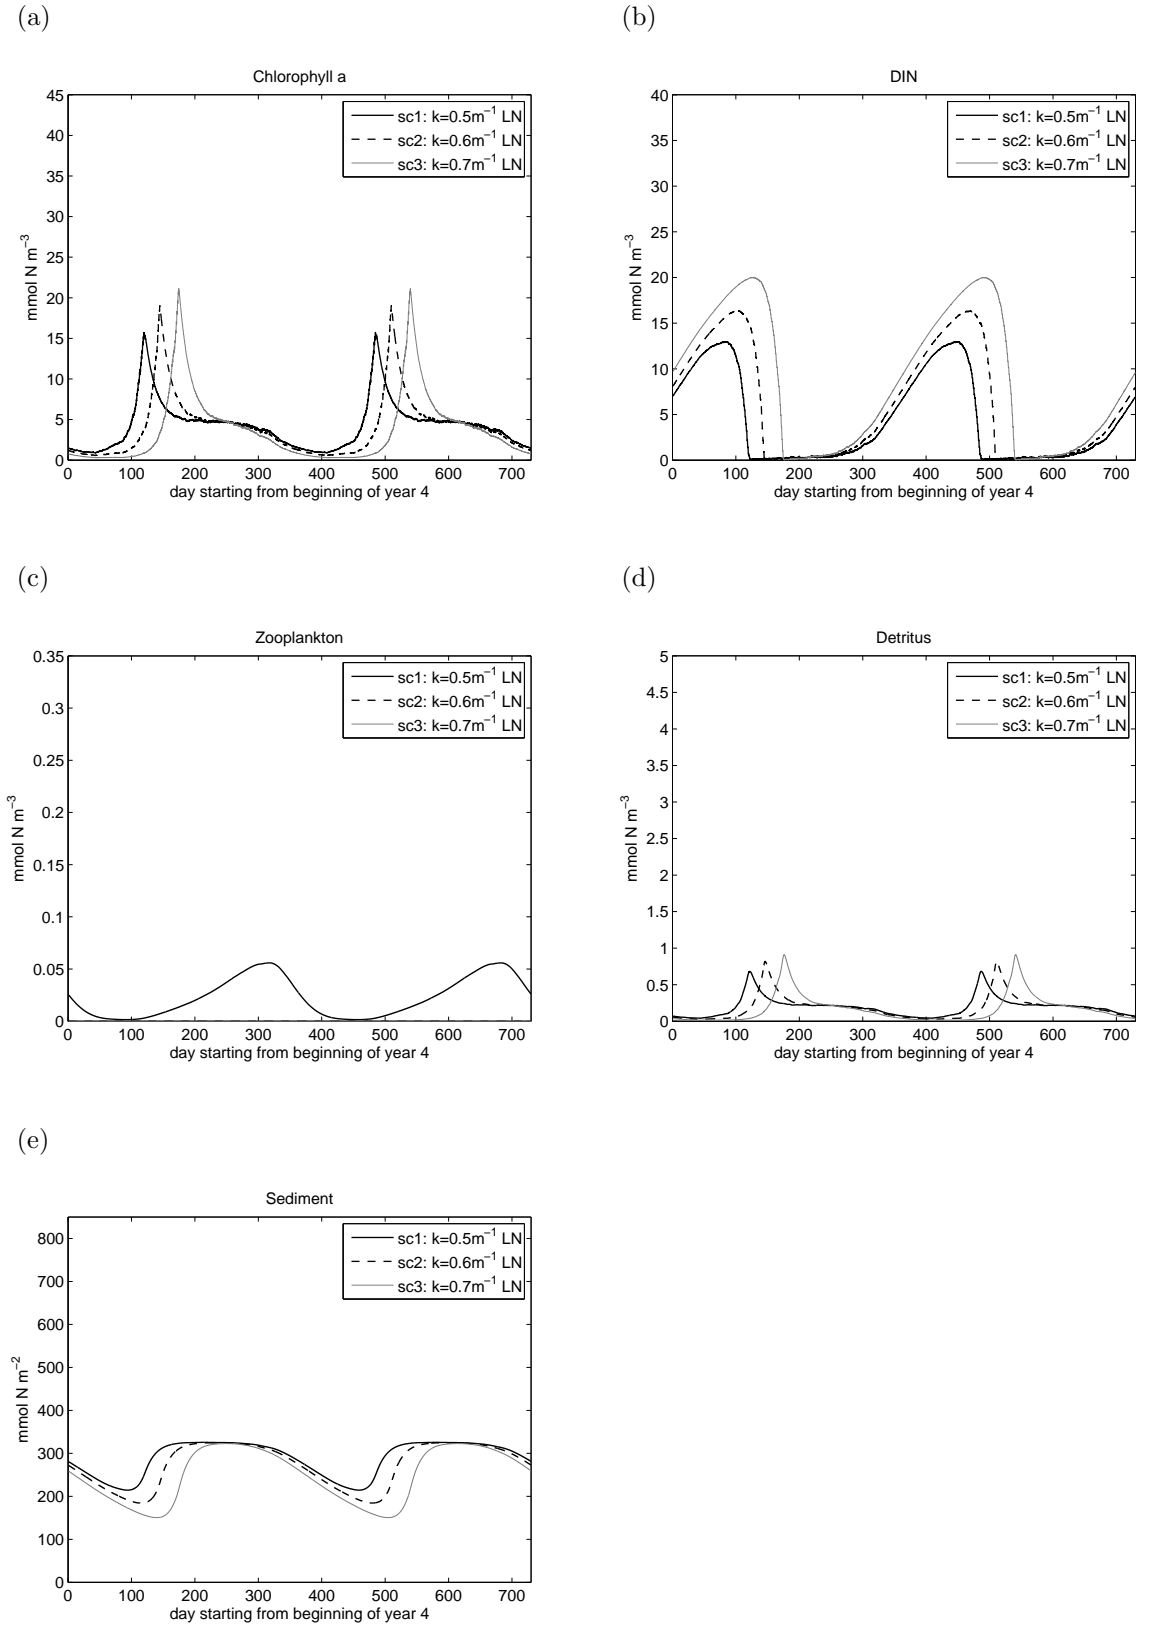 (a)
Chlorophyll a
sc1: k=0.5m⁻¹ LN
sc2: k=0.6m⁻¹ LN
sc3: k=0.7m⁻¹ LN
45
40
35
30
25
20
15
10
5
0
mmol N m⁻³
0 100 200 300 400 500 600 700
day starting from beginning of year 4
(b)
DIN
sc1: k=0.5m⁻¹ LN
sc2: k=0.6m⁻¹ LN
sc3: k=0.7m⁻¹ LN
40
35
30
25
20
15
10
5
0
mmol N m⁻³
0 100 200 300 400 500 600 700
day starting from beginning of year 4
(c)
Zooplankton
sc1: k=0.5m⁻¹ LN
sc2: k=0.6m⁻¹ LN
sc3: k=0.7m⁻¹ LN
0.35
0.3
0.25
0.2
0.15
0.1
0.05
0
mmol N m⁻³
0 100 200 300 400 500 600 700
day starting from beginning of year 4
(d)
Detritus
sc1: k=0.5m⁻¹ LN
sc2: k=0.6m⁻¹ LN
sc3: k=0.7m⁻¹ LN
5
4.5
4
3.5
3
2.5
2
1.5
1
0.5
0
mmol N m⁻³
0 100 200 300 400 500 600 700
day starting from beginning of year 4
(e)
Sediment
sc1: k=0.5m⁻¹ LN
sc2: k=0.6m⁻¹ LN
sc3: k=0.7m⁻¹ LN
800
700
600
500
400
300
200
100
0
mmol N m⁻²
0 100 200 300 400 500 600 700
day starting from beginning of year 4